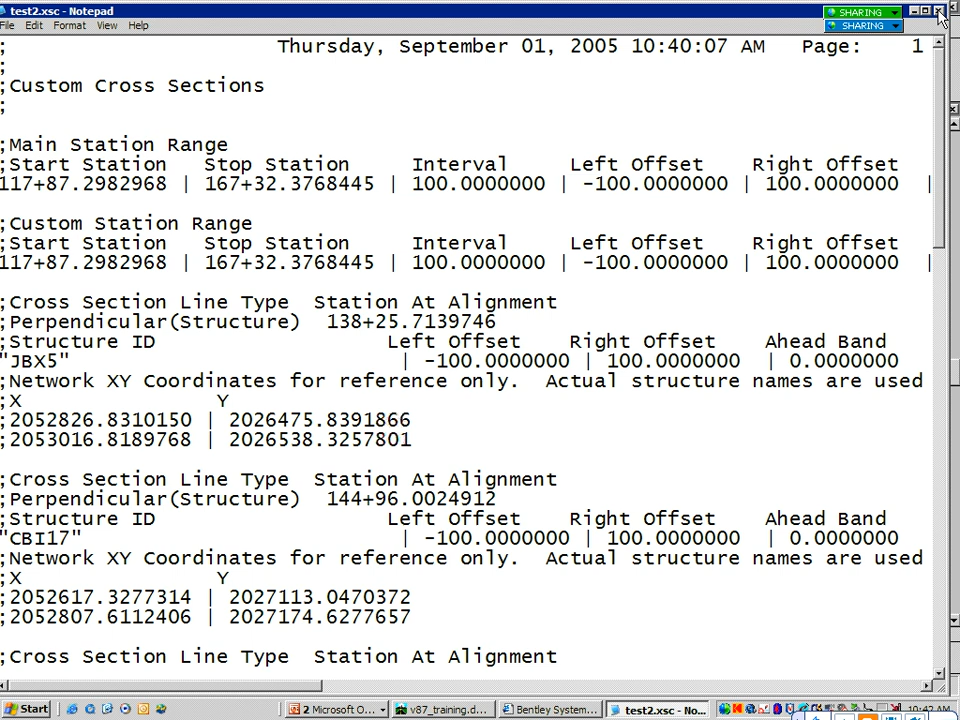 test2.xsc - Notepad
SHARING
File Edit Format View Help
SHARING
; Thursday, September 01, 2005 10:40:07 AM Page: 1
;
;Custom Cross Sections
;
;Main Station Range
;Start Station Stop Station Interval Left Offset Right Offset
117+87.2982968 | 167+32.3768445 | 100.0000000 | -100.0000000 | 100.0000000 |
;Custom Station Range
;Start Station Stop Station Interval Left Offset Right Offset
117+87.2982968 | 167+32.3768445 | 100.0000000 | -100.0000000 | 100.0000000 |
;Cross Section Line Type Station At Alignment
;Perpendicular(Structure) 138+25.7139746
;Structure ID Left Offset Right Offset Ahead Band
"JBX5" | -100.0000000 | 100.0000000 | 0.0000000
;Network XY Coordinates for reference only. Actual structure names are used
;X Y
;2052826.8310150 | 2026475.8391866
;2053016.8189768 | 2026538.3257801
;Cross Section Line Type Station At Alignment
;Perpendicular(Structure) 144+96.0024912
;Structure ID Left Offset Right Offset Ahead Band
"CBI17" | -100.0000000 | 100.0000000 | 0.0000000
;Network XY Coordinates for reference only. Actual structure names are used
;X Y
;2052617.3277314 | 2027113.0470372
;2052807.6112406 | 2027174.6277657
;Cross Section Line Type Station At Alignment
Start 2 Microsoft O... v87_training.d... Bentley System... test2.xsc - No... 10:42 AM